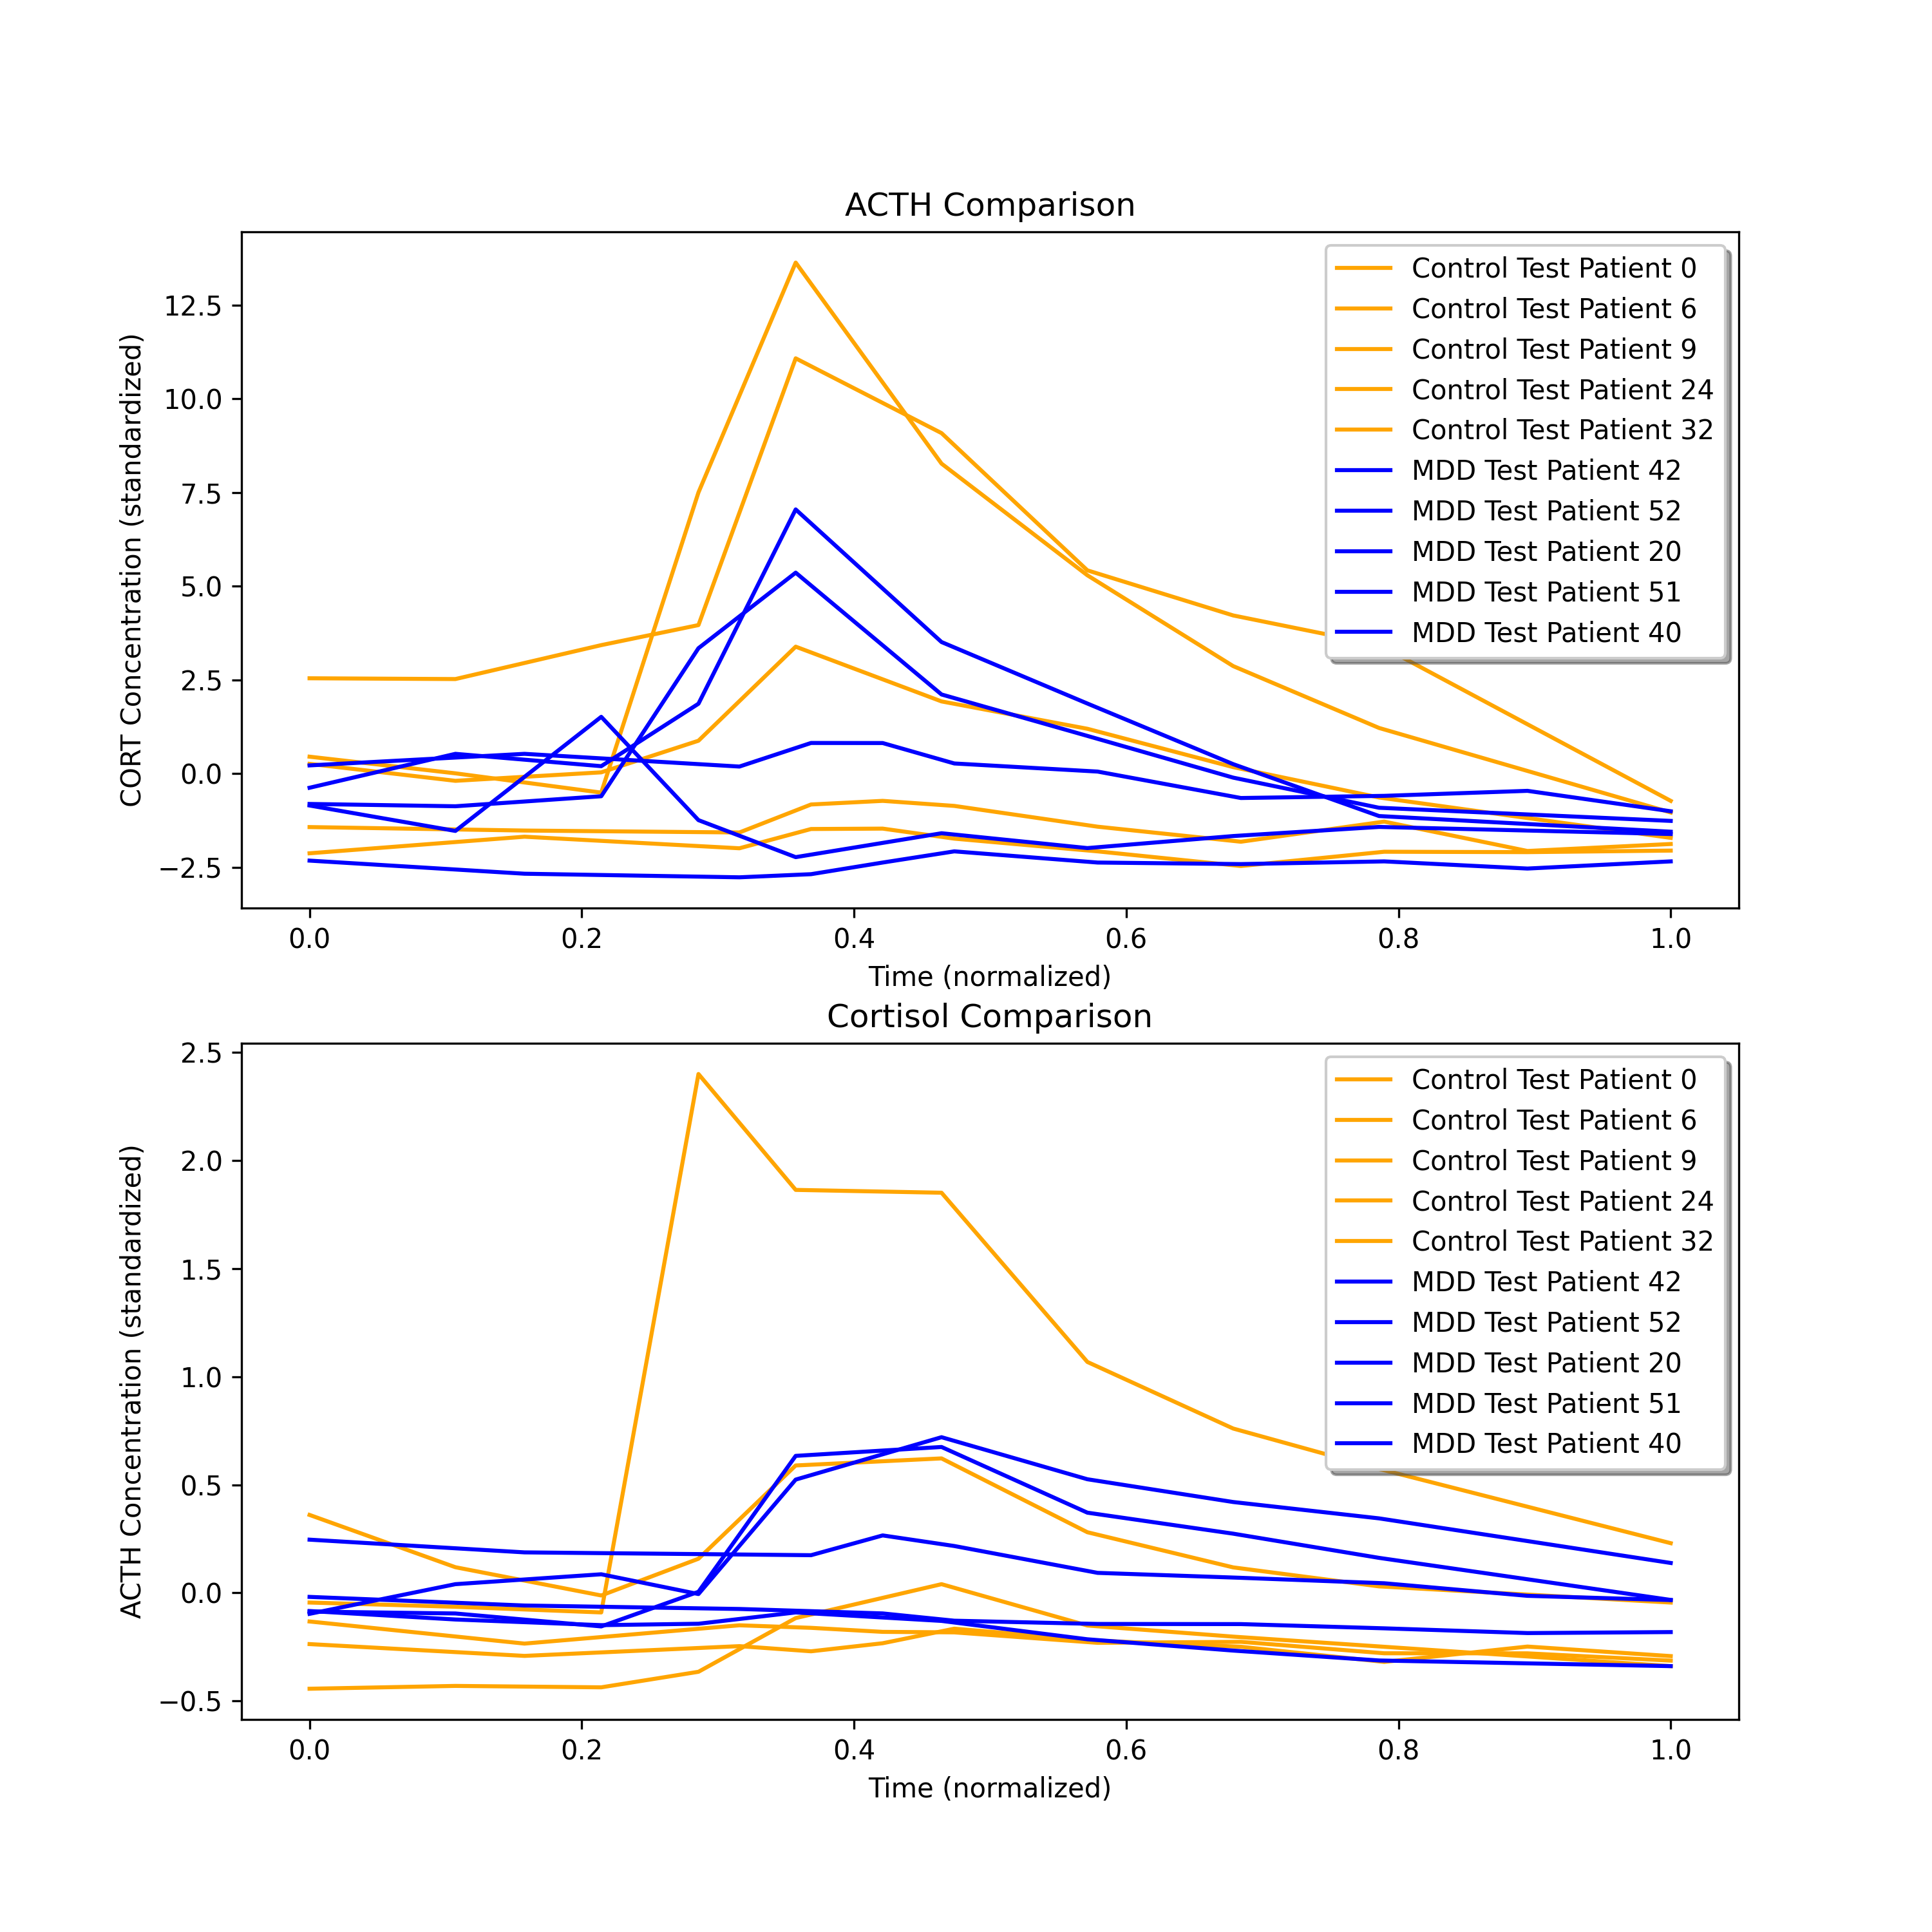 ACTH Comparison
CORT Concentration (standardized)
12.5
10.0
7.5
5.0
2.5
0.0
−2.5
Control Test Patient 0
Control Test Patient 6
Control Test Patient 9
Control Test Patient 24
Control Test Patient 32
MDD Test Patient 42
MDD Test Patient 52
MDD Test Patient 20
MDD Test Patient 51
MDD Test Patient 40
0.0 0.2 0.4 0.6 0.8 1.0
Time (normalized)
Cortisol Comparison
ACTH Concentration (standardized)
2.5
2.0
1.5
1.0
0.5
0.0
−0.5
Control Test Patient 0
Control Test Patient 6
Control Test Patient 9
Control Test Patient 24
Control Test Patient 32
MDD Test Patient 42
MDD Test Patient 52
MDD Test Patient 20
MDD Test Patient 51
MDD Test Patient 40
0.0 0.2 0.4 0.6 0.8 1.0
Time (normalized)